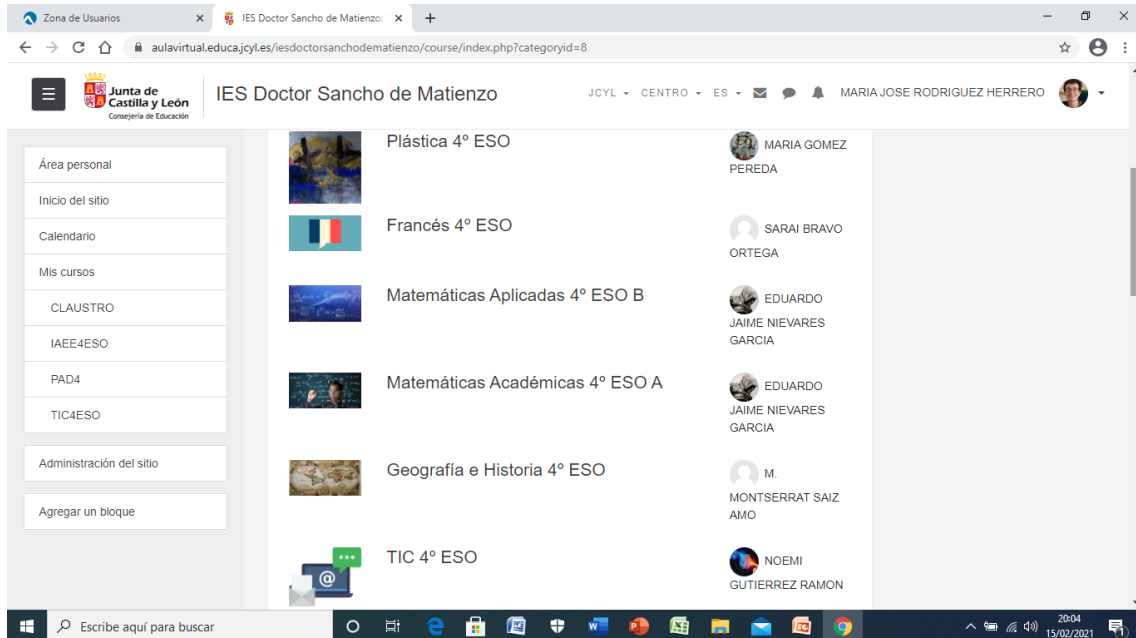 Zona de Usuarios
IES Doctor Sancho de Matienzo:
aulavirtual.educa.jcyl.es/iesdoctorsanchodematienzo/course/index.php?categoryid=8
Junta de
Castilla y León
Consejería de Educación
IES Doctor Sancho de Matienzo
JCYL CENTRO ES MARIA JOSE RODRIGUEZ HERRERO
Área personal
Inicio del sitio
Calendario
Mis cursos
CLAUSTRO
IAEE4ESO
PAD4
TIC4ESO
Administración del sitio
Agregar un bloque
Plástica 4º ESO
MARIA GOMEZ
PEREDA
Francés 4º ESO
SARAI BRAVO
ORTEGA
Matemáticas Aplicadas 4º ESO B
EDUARDO
JAIME NIEVARES
GARCIA
Matemáticas Académicas 4º ESO A
EDUARDO
JAIME NIEVARES
GARCIA
Geografía e Historia 4º ESO
M.
MONTSERRAT SAIZ
AMO
TIC 4º ESO
@
NOEMI
GUTIERREZ RAMON
Escribe aquí para buscar
20:04
15/02/2021